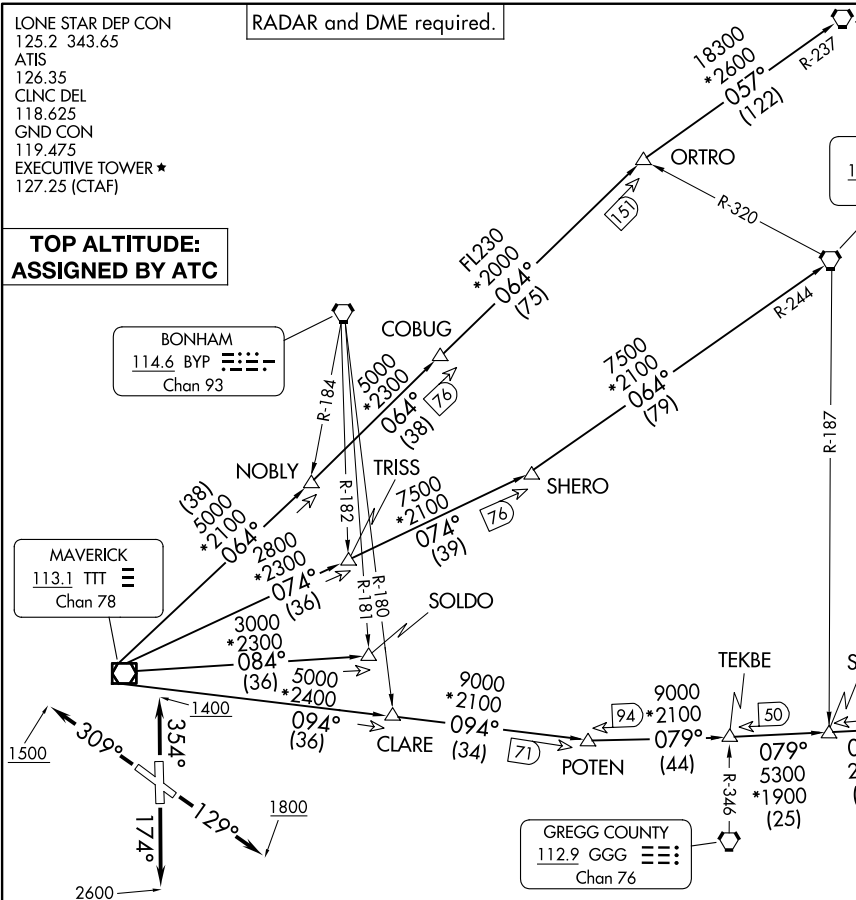 LONE STAR DEP CON
125.2 343.65
ATIS
126.35
CLNC DEL
118.625
GND CON
119.475
EXECUTIVE TOWER ★
127.25 (CTAF)
RADAR and DME required.
TOP ALTITUDE:
ASSIGNED BY ATC
18300
*2600
057°
(122)
R-237
ORTRO
151
R-320
1
FL230
*2000
064°
(75)
R-244
BONHAM
114.6 BYP
Chan 93
COBUG
R-184
5000
*2300
064°
(38)
76
7500
*2100
064°
(79)
R-187
NOBLY
TRISS
R-182
7500
*2100
074°
(39)
76
SHERO
(38)
5000
*2100
064°
2800
*2300
074°
(36)
R-181
R-180
MAVERICK
113.1 TTT
Chan 78
SOLDO
3000
*2300
084°
(36)
5000
*2400
094°
(36)
CLARE
9000
*2100
094°
(34)
71
POTEN
94
9000
*2100
079°
(44)
TEKBE
50
S
079°
5300
*1900
(25)
0
2
(
R-346
GREGG COUNTY
112.9 GGG
Chan 76
1400
354°
1500
309°
129°
1800
174°
2600